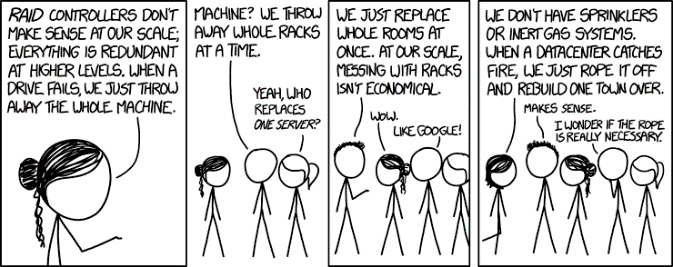 RAID CONTROLLERS DON'T
MAKE SENSE AT OUR SCALE;
EVERYTHING IS REDUNDANT
AT HIGHER LEVELS. WHEN A
DRIVE FAILS, WE JUST THROW
AWAY THE WHOLE MACHINE.
MACHINE? WE THROW
AWAY WHOLE RACKS
AT A TIME.
YEAH, WHO
REPLACES
ONE SERVER?
WE JUST REPLACE
WHOLE ROOMS AT
ONCE. AT OUR SCALE,
MESSING WITH RACKS
ISN'T ECONOMICAL.
WOW.
LIKE GOOGLE!
WE DON'T HAVE SPRINKLERS
OR INERT GAS SYSTEMS.
WHEN A DATACENTER CATCHES
FIRE, WE JUST ROPE IT OFF
AND REBUILD ONE TOWN OVER.
MAKES SENSE.
I WONDER IF THE ROPE
IS REALLY NECESSARY.